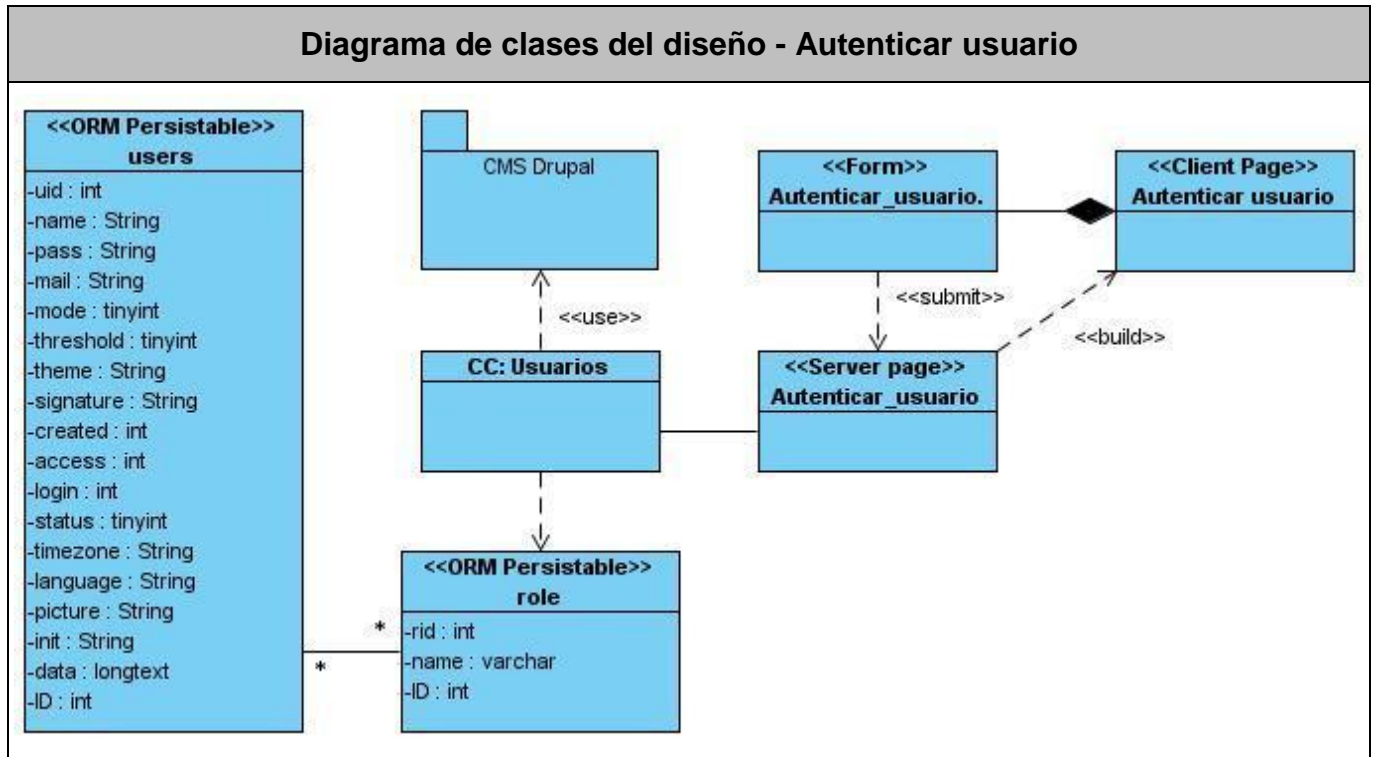 Diagrama de clases del diseño - Autenticar usuario
<<ORM Persistable>>
users
-uid : int
-name : String
-pass : String
-mail : String
-mode : tinyint
-threshold : tinyint
-theme : String
-signature : String
-created : int
-access : int
-login : int
-status : tinyint
-timezone : String
-language : String
-picture : String
-init : String
-data : longtext
-ID : int
CMS Drupal
<<use>>
CC: Usuarios
<<Form>>
Autenticar_usuario.
<<Client Page>>
Autenticar usuario
<<submit>>
<<build>>
<<Server page>>
Autenticar_usuario
<<ORM Persistable>>
role
-rid : int
-name : varchar
-ID : int
*
*